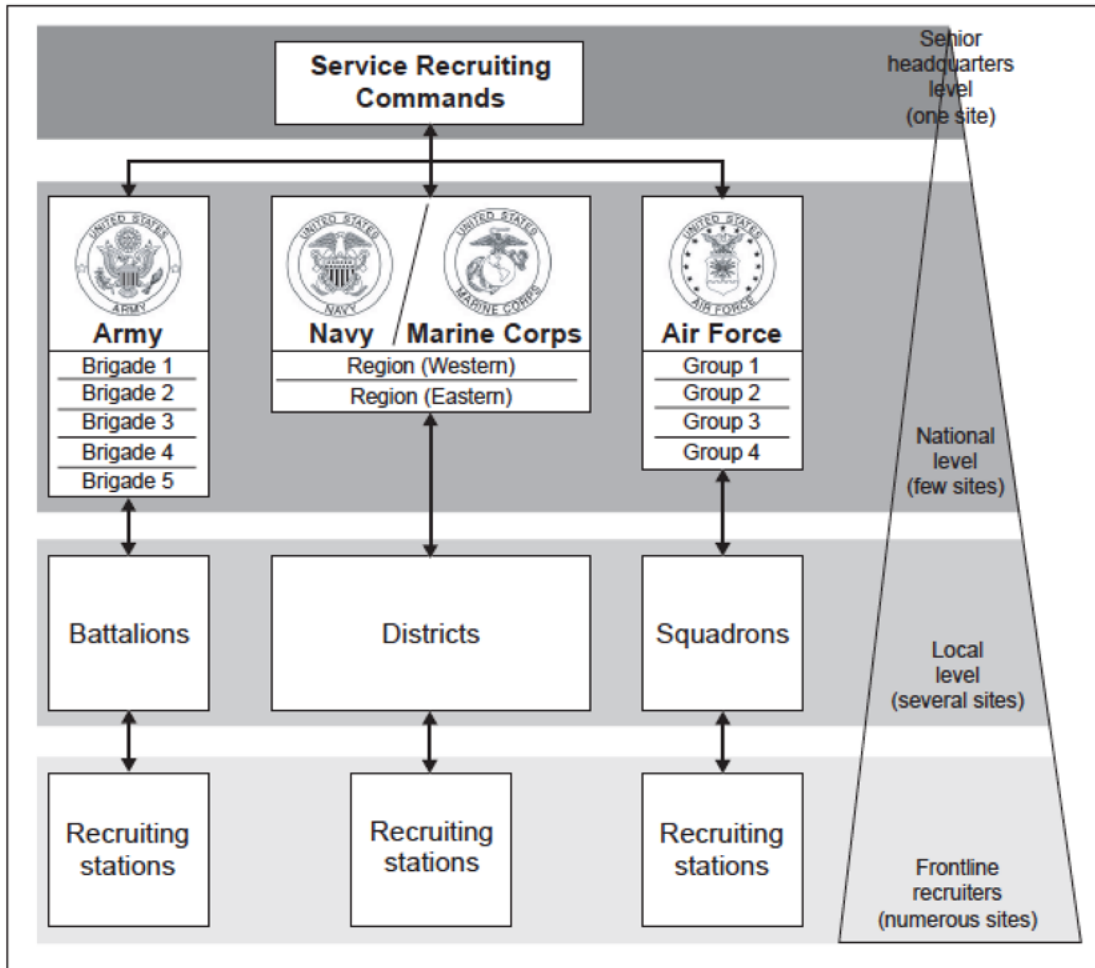 Service Recruiting
Commands
Senior
headquarters
level
(one site)
UNITED STATES
ARMY
Army
Brigade 1
Brigade 2
Brigade 3
Brigade 4
Brigade 5
UNITED STATES
NAVY
Navy
UNITED STATES
MARINE CORPS
Marine Corps
Region (Western)
Region (Eastern)
UNITED STATES
AIR FORCE
Air Force
Group 1
Group 2
Group 3
Group 4
National
level
(few sites)
Battalions
Districts
Squadrons
Local
level
(several sites)
Recruiting
stations
Recruiting
stations
Recruiting
stations
Frontline
recruiters
(numerous sites)